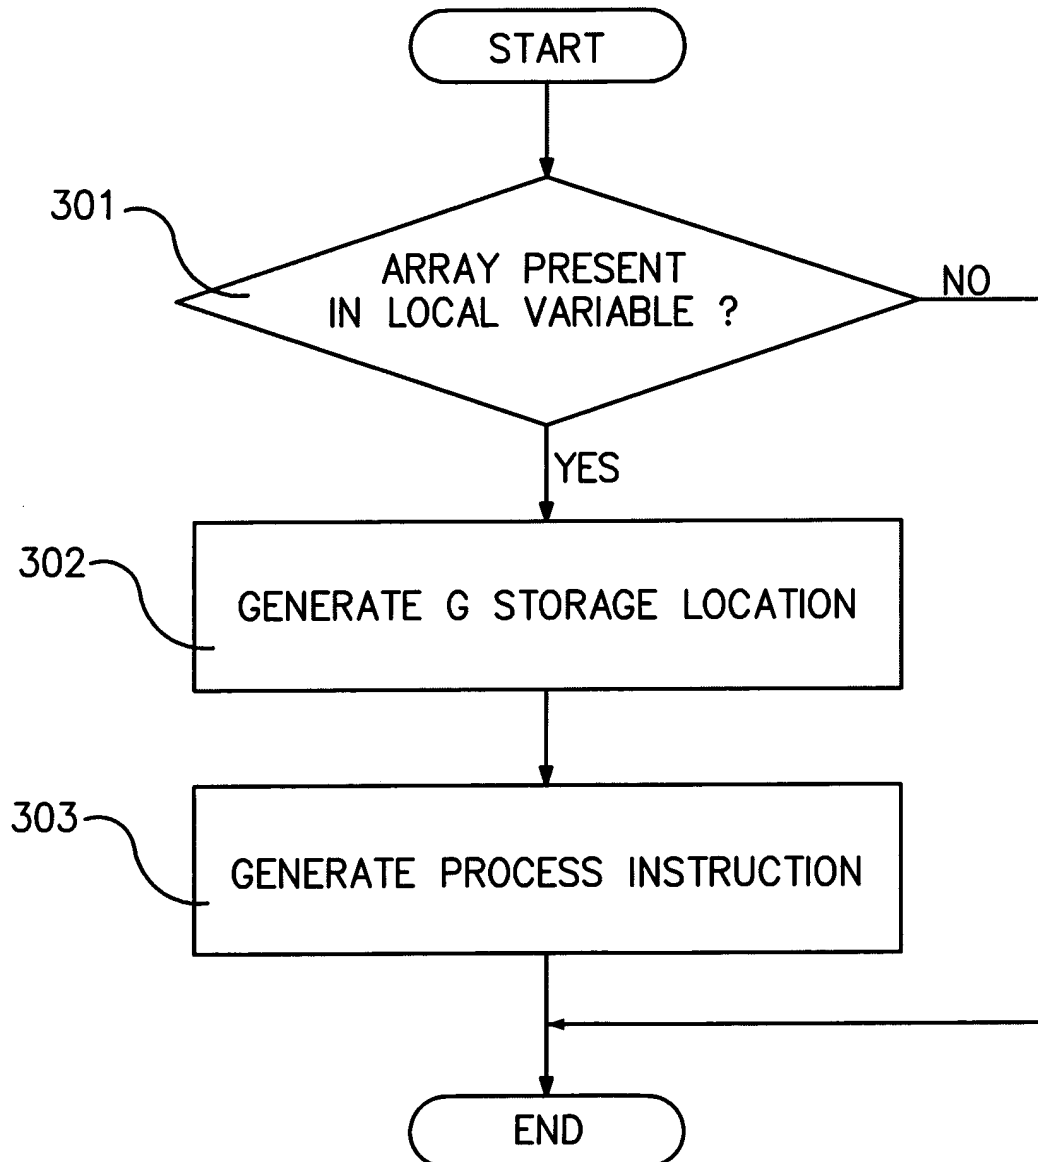 START
301
ARRAY PRESENT
IN LOCAL VARIABLE ?
NO
YES
302
GENERATE G STORAGE LOCATION
303
GENERATE PROCESS INSTRUCTION
END